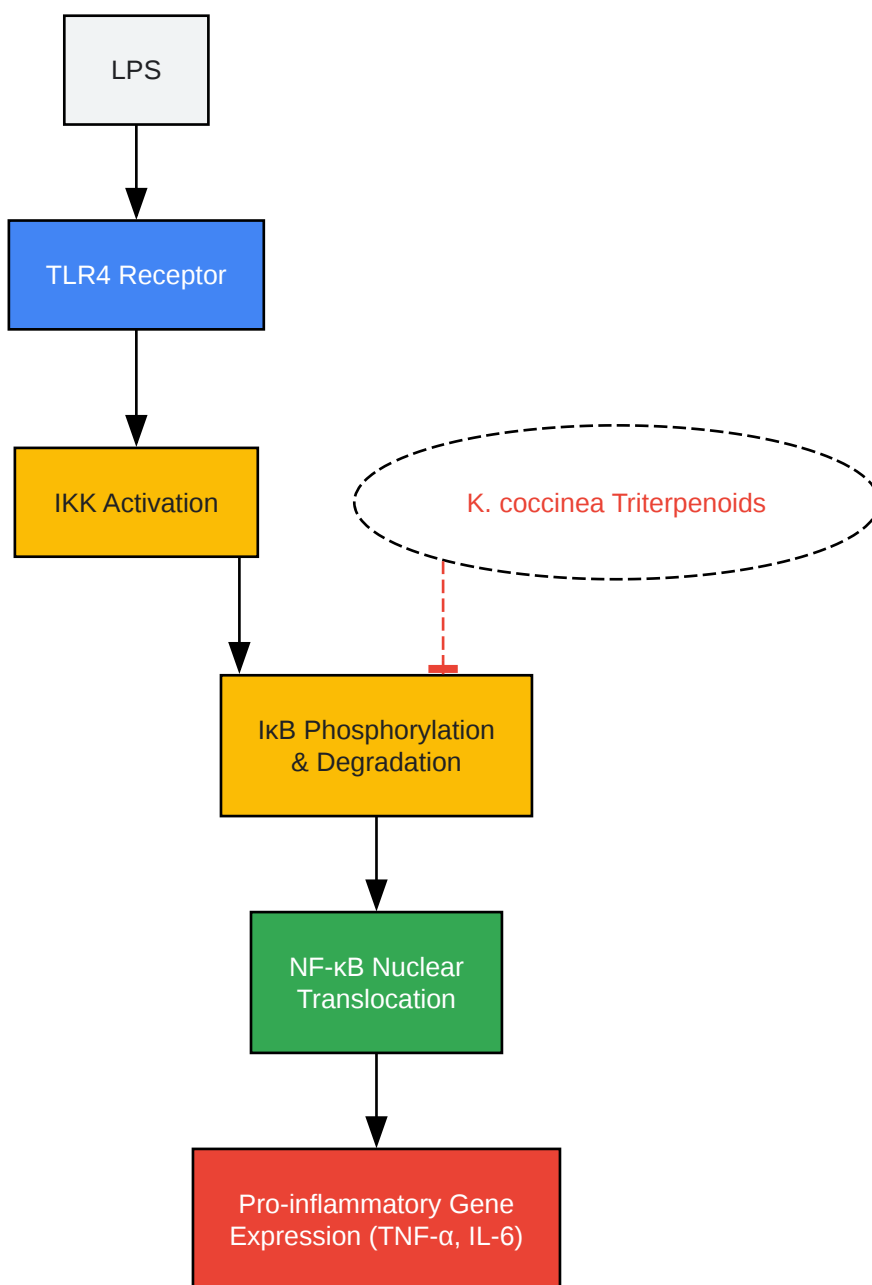 LPS
TLR4 Receptor
IKK Activation
K. coccinea Triterpenoids
IκB Phosphorylation
& Degradation
NF-κB Nuclear
Translocation
Pro-inflammatory Gene
Expression (TNF-α, IL-6)